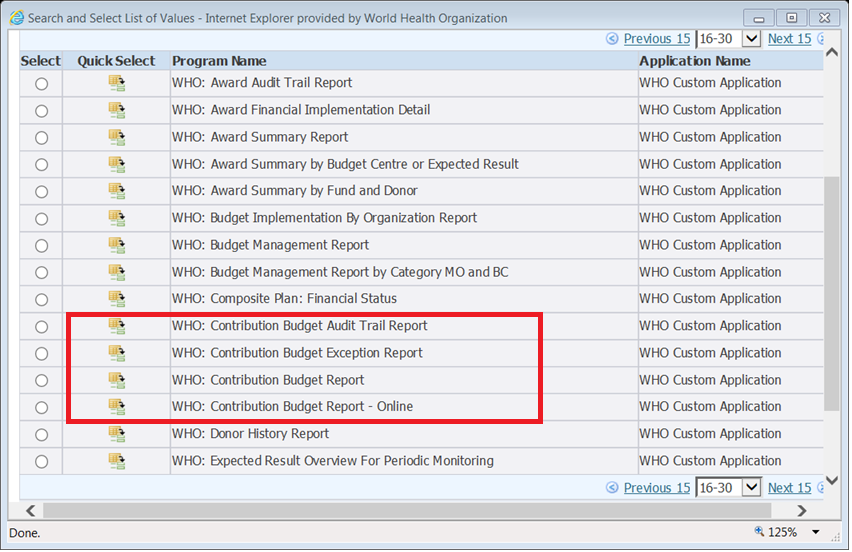 Search and Select List of Values - Internet Explorer provided by World Health Organization
Previous 15 16-30 Next 15
Select Quick Select Program Name Application Name
WHO: Award Audit Trail Report WHO Custom Application
WHO: Award Financial Implementation Detail WHO Custom Application
WHO: Award Summary Report WHO Custom Application
WHO: Award Summary by Budget Centre or Expected Result WHO Custom Application
WHO: Award Summary by Fund and Donor WHO Custom Application
WHO: Budget Implementation By Organization Report WHO Custom Application
WHO: Budget Management Report WHO Custom Application
WHO: Budget Management Report by Category MO and BC WHO Custom Application
WHO: Composite Plan: Financial Status WHO Custom Application
WHO: Contribution Budget Audit Trail Report WHO Custom Application
WHO: Contribution Budget Exception Report WHO Custom Application
WHO: Contribution Budget Report WHO Custom Application
WHO: Contribution Budget Report - Online WHO Custom Application
WHO: Donor History Report WHO Custom Application
WHO: Expected Result Overview For Periodic Monitoring WHO Custom Application
Previous 15 16-30 Next 15
Done. 125%